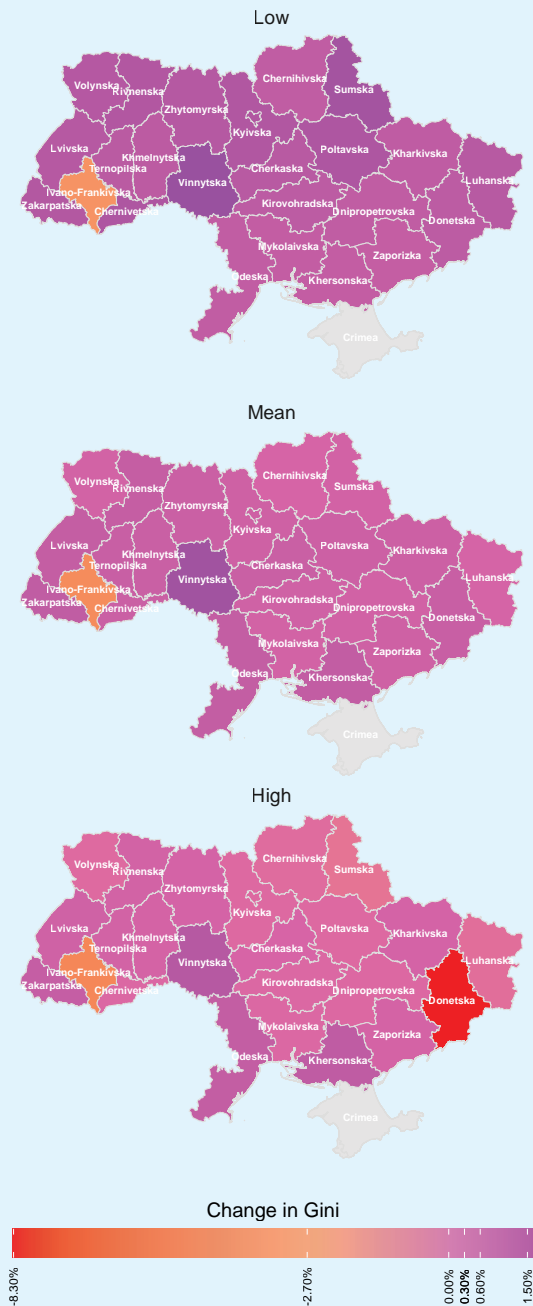 Low
Chernihivska
Sumska
Volynska
Rivnenska
Zhytomyrska
Kyivska
Poltavska
Kharkivska
Lvivska
Khmelnytska
Cherkaska
Ternopilska
Vinnytska
Luhanska
Ivano-Frankivska
Kirovohradska
Zakarpatska
Chernivetska
Dnipropetrovska
Donetska
Mykolaivska
Zaporizka
Odeska
Khersonska
Crimea
Mean
Chernihivska
Volynska
Sumska
Rivnenska
Zhytomyrska
Kyivska
Lvivska
Poltavska
Kharkivska
Khmelnytska
Ternopilska
Cherkaska
Vinnytska
Luhanska
Ivano-Frankivska
Kirovohradska
Zakarpatska
Chernivetska
Dnipropetrovska
Donetska
Mykolaivska
Zaporizka
Odeska
Khersonska
Crimea
High
Chernihivska
Volynska
Sumska
Rivnenska
Zhytomyrska
Kyivska
Lvivska
Poltavska
Kharkivska
Khmelnytska
Ternopilska
Cherkaska
Vinnytska
Luhanska
Ivano-Frankivska
Kirovohradska
Zakarpatska
Chernivetska
Dnipropetrovska
Donetska
Mykolaivska
Zaporizka
Odeska
Khersonska
Crimea
Change in Gini
-8.30%
-2.70%
0.00%
0.30%
0.60%
1.50%